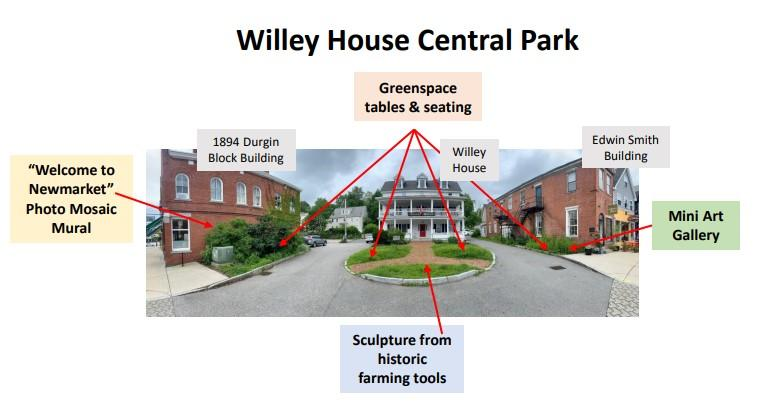 Willey House Central Park
Greenspace
tables & seating
1894 Durgin
Block Building
Willey
House
Edwin Smith
Building
“Welcome to
Newmarket”
Photo Mosaic
Mural
Mini Art
Gallery
Sculpture from
historic
farming tools